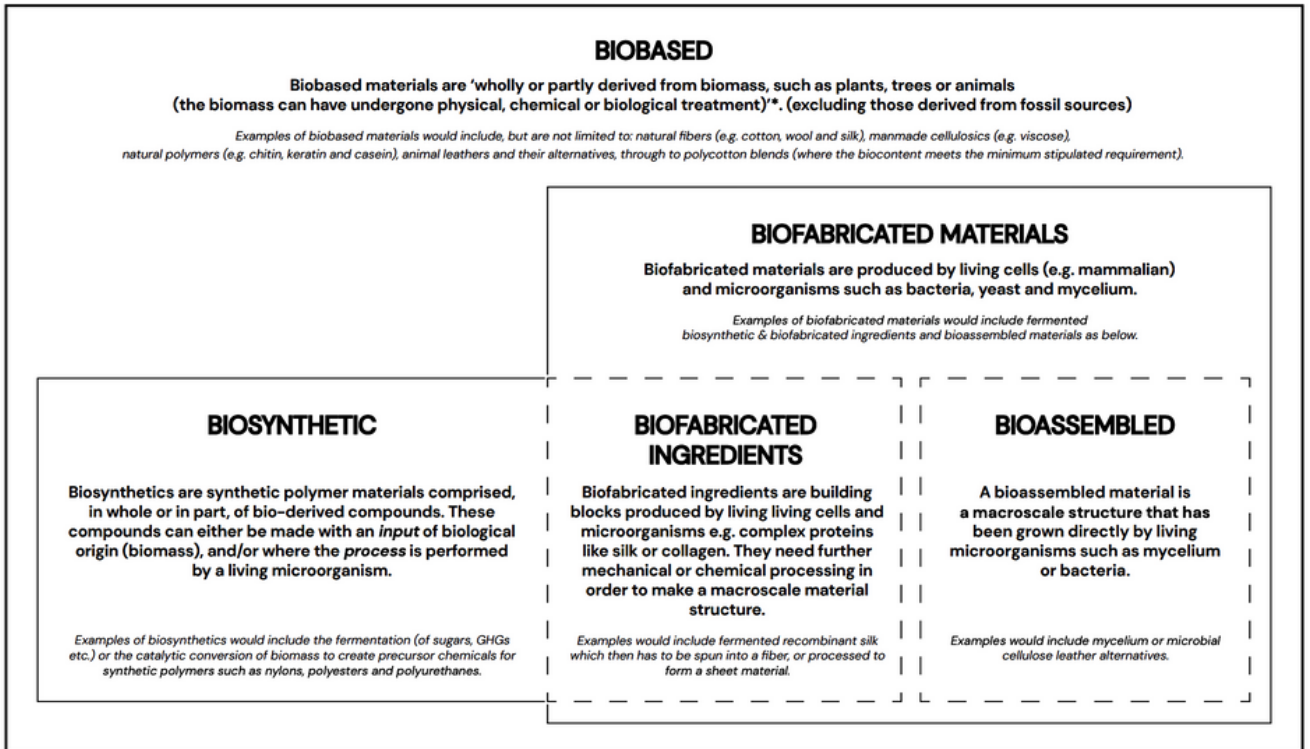 BIOBASED
Biobased materials are ‘wholly or partly derived from biomass, such as plants, trees or animals
(the biomass can have undergone physical, chemical or biological treatment)’*. (excluding those derived from fossil sources)
Examples of biobased materials would include, but are not limited to: natural fibers (e.g. cotton, wool and silk), manmade cellulosics (e.g. viscose),
natural polymers (e.g. chitin, keratin and casein), animal leathers and their alternatives, through to polycotton blends (where the biocontent meets the minimum stipulated requirement).
BIOFABRICATED MATERIALS
Biofabricated materials are produced by living cells (e.g. mammalian)
and microorganisms such as bacteria, yeast and mycelium.
Examples of biofabricated materials would include fermented
biosynthetic & biofabricated ingredients and bioassembled materials as below.
BIOSYNTHETIC
Biosynthetics are synthetic polymer materials comprised,
in whole or in part, of bio-derived compounds. These
compounds can either be made with an input of biological
origin (biomass), and/or where the process is performed
by a living microorganism.
Examples of biosynthetics would include the fermentation (of sugars, GHGs
etc.) or the catalytic conversion of biomass to create precursor chemicals for
synthetic polymers such as nylons, polyesters and polyurethanes.
BIOFABRICATED
INGREDIENTS
Biofabricated ingredients are building
blocks produced by living living cells and
microorganisms e.g. complex proteins
like silk or collagen. They need further
mechanical or chemical processing in
order to make a macroscale material
structure.
Examples would include fermented recombinant silk
which then has to be spun into a fiber, or processed to
form a sheet material.
BIOASSEMBLED
A bioassembled material is
a macroscale structure that has
been grown directly by living
microorganisms such as mycelium
or bacteria.
Examples would include mycelium or microbial
cellulose leather alternatives.